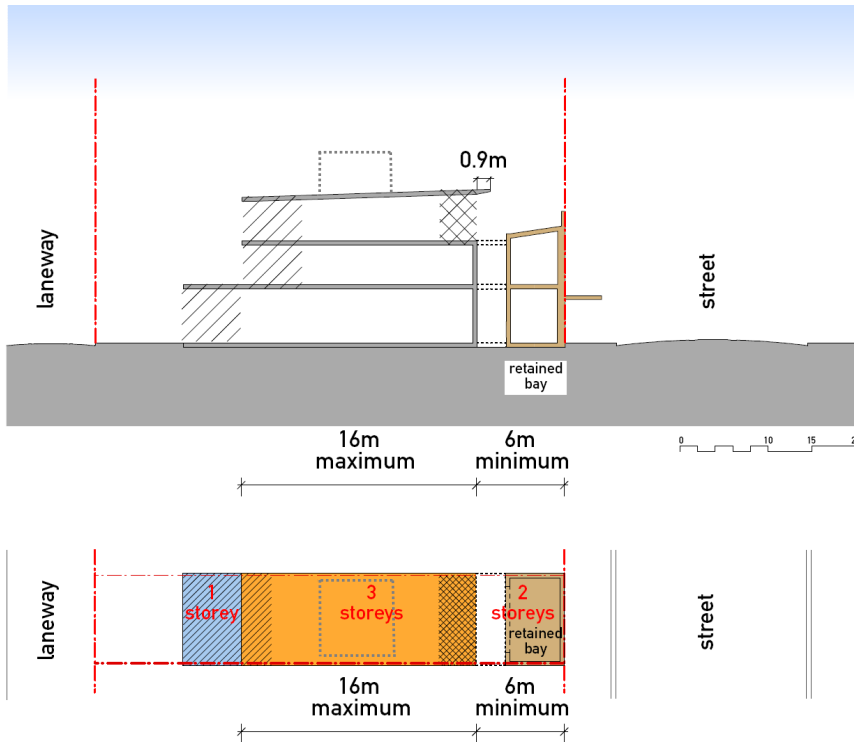 0.9m
laneway
street
retained
bay
0
10
15
2
16m
maximum
6m
minimum
laneway
1
storey
3
storeys
2
storeys
retained
bay
street
16m
maximum
6m
minimum